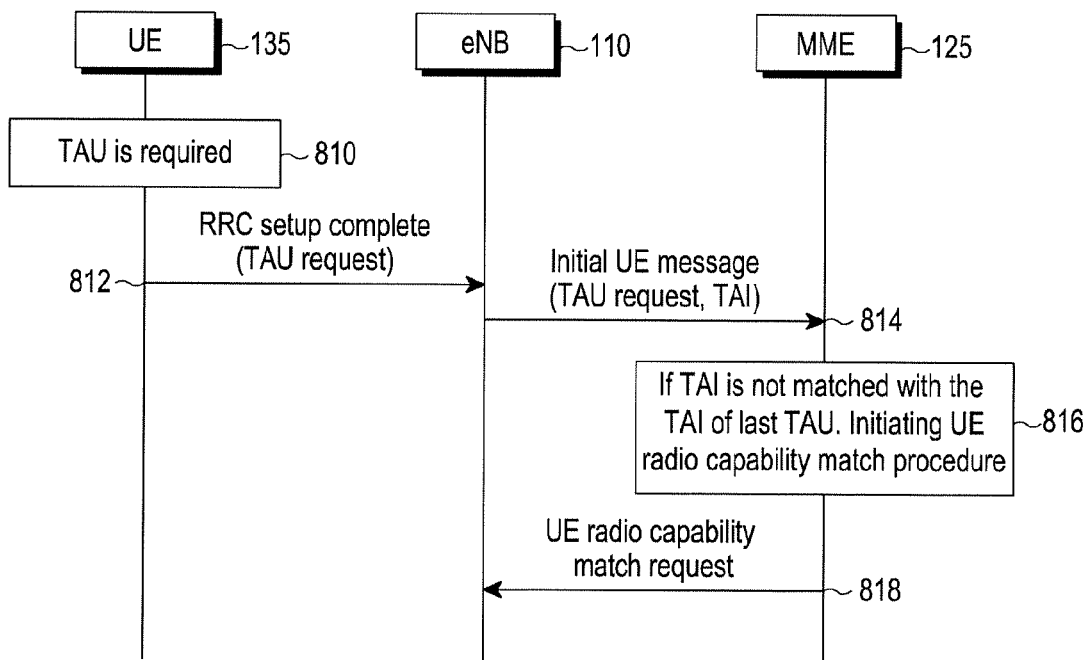 UE
135
eNB
110
MME
125
TAU is required
810
RRC setup complete
(TAU request)
812
Initial UE message
(TAU request, TAI)
814
If TAI is not matched with the
TAI of last TAU. Initiating UE
radio capability match procedure
816
UE radio capability
match request
818